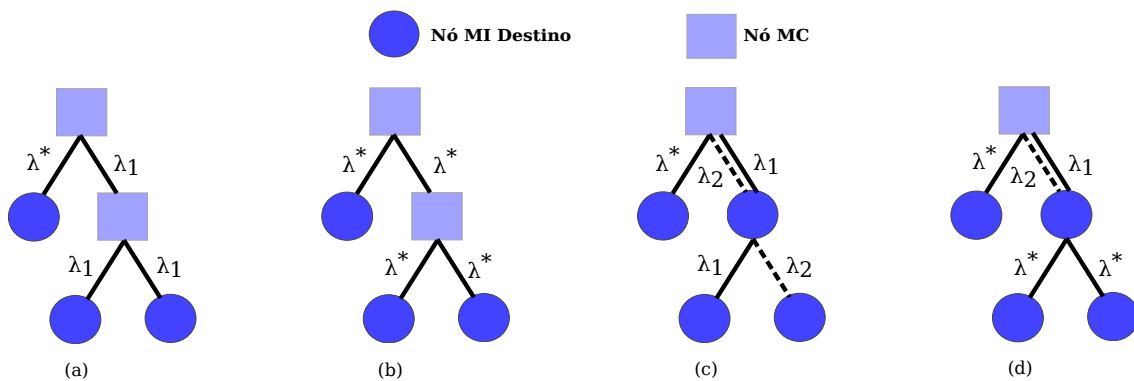 Nó MI Destino
Nó MC
λ* λ1
λ1 λ1
(a)
λ* λ*
λ* λ*
(b)
λ* λ2 λ1
λ1 λ2
(c)
λ* λ2 λ1
λ* λ*
(d)